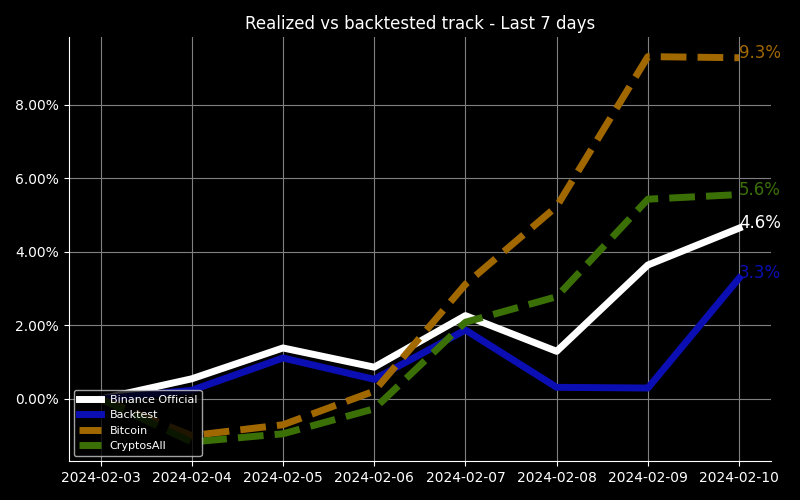 Realized vs backtested track - Last 7 days
9.3%
8.00%
6.00%
5.6%
4.6%
4.00%
3.3%
2.00%
0.00%
Binance Official
Backtest
Bitcoin
CryptosAll
2024-02-03 2024-02-04 2024-02-05 2024-02-06 2024-02-07 2024-02-08 2024-02-09 2024-02-10